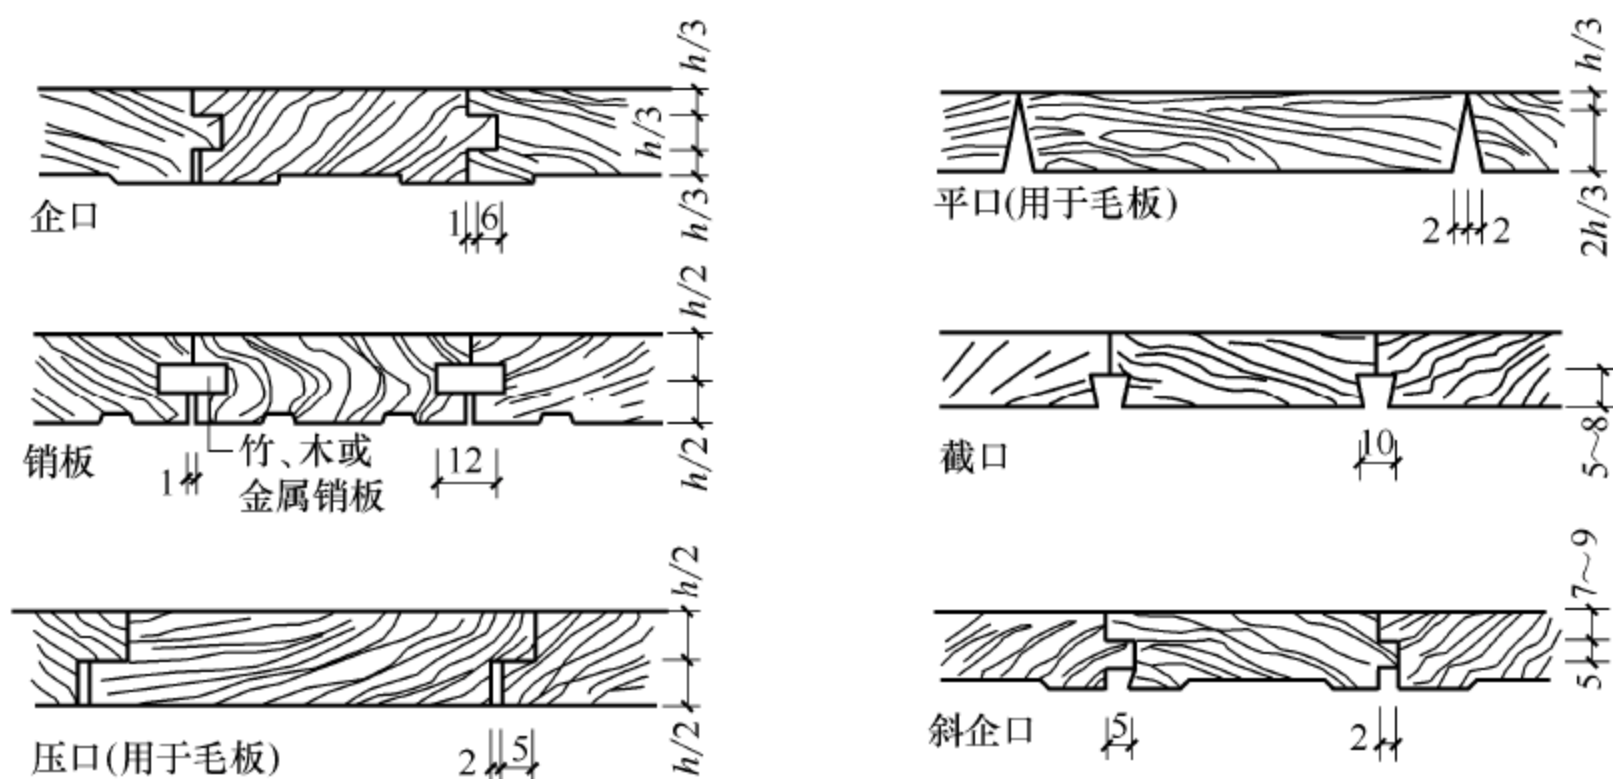 h/3
h/3
h/3
企口
1 6
h/3
2h/3
平口(用于毛板)
2 2
h/2
h/2
销板
1
竹、木或
金属销板
12
截口
10
5～8
h/2
h/2
压口(用于毛板)
2 5
7～9
5
斜企口
5
2